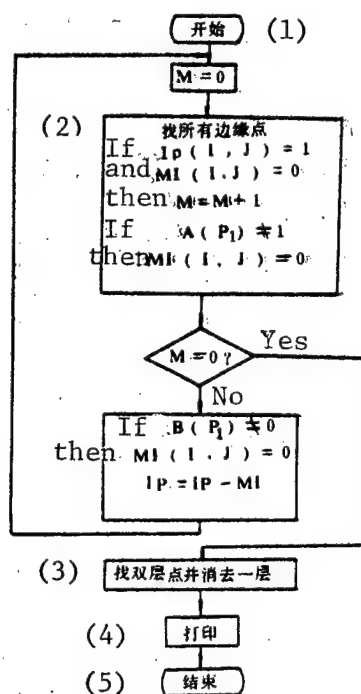 开始 (1)
M=0
(2) 找所有边缘点
If Ip(I,J)=1
and MI(I,J)=0
then M=M+1
If A(P₁)≠1
then MI(I,J)=0
M=0? Yes
No
If B(P₁)≠0
then MI(I,J)=0
IP=IP-MI
(3) 找双层点并消去一层
(4) 打印
(5) 结束